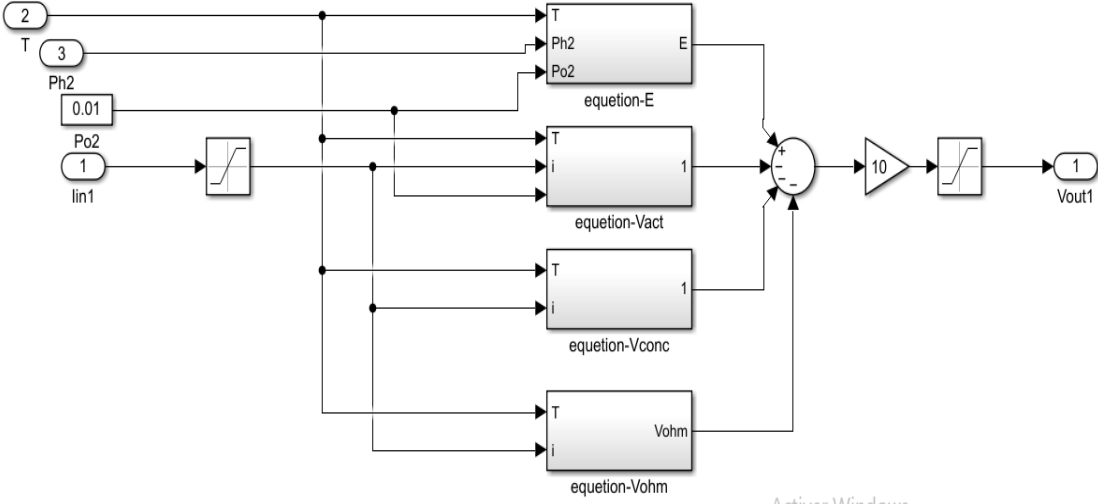 2
T
3
Ph2
0.01
Po2
1
Iin1
T
Ph2
Po2
E
equetion-E
T
i
1
equetion-Vact
T
i
1
equetion-Vconc
T
i
Vohm
equetion-Vohm
+
−
−
−
10
1
Vout1